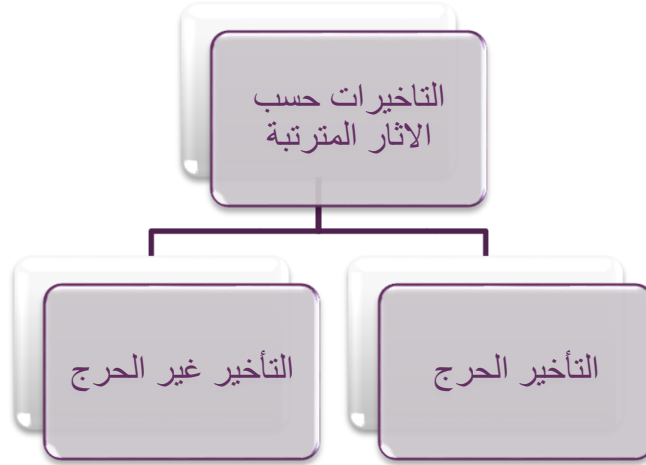 التاخيرات حسب
الاثار المترتبة
التأخير الحرج
التأخير غير الحرج